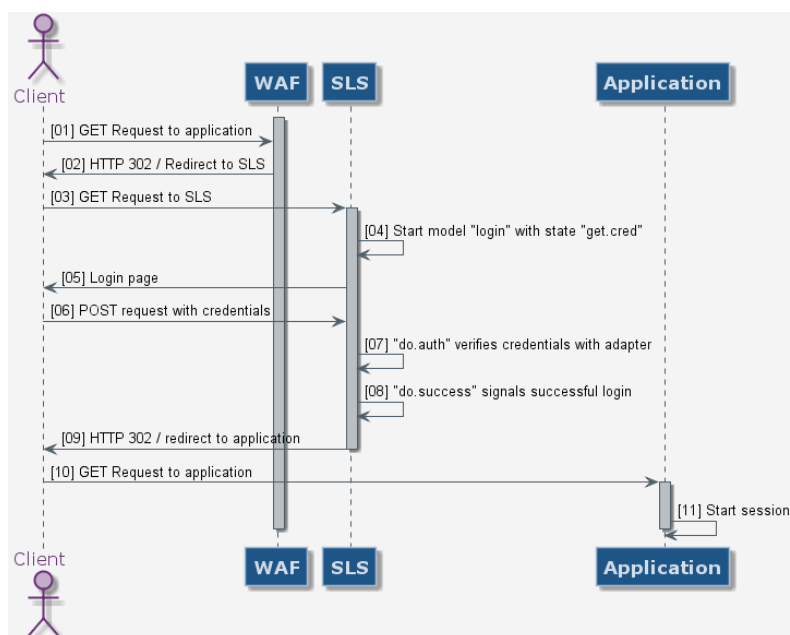 Client
WAF
SLS
Application
[01] GET Request to application
[02] HTTP 302 / Redirect to SLS
[03] GET Request to SLS
[04] Start model "login" with state "get.cred"
[05] Login page
[06] POST request with credentials
[07] "do.auth" verifies credentials with adapter
[08] "do.success" signals successful login
[09] HTTP 302 / redirect to application
[10] GET Request to application
[11] Start session
Client
WAF
SLS
Application